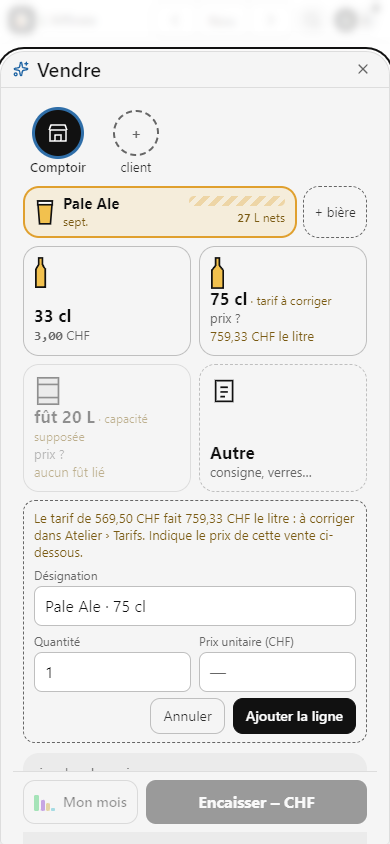 Vendre
×
+
Comptoir
client
Pale Ale
sept.
27 L nets
+ bière
33 cl
3,00 CHF
75 cl · tarif à corriger
prix ?
759,33 CHF le litre
fût 20 L · capacité
supposée
prix ?
aucun fût lié
Autre
consigne, verres…
Le tarif de 569,50 CHF fait 759,33 CHF le litre : à corriger
dans Atelier › Tarifs. Indique le prix de cette vente ci-
dessous.
Désignation
Pale Ale · 75 cl
Quantité
Prix unitaire (CHF)
1
—
Annuler
Ajouter la ligne
Mon mois
Encaisser – CHF